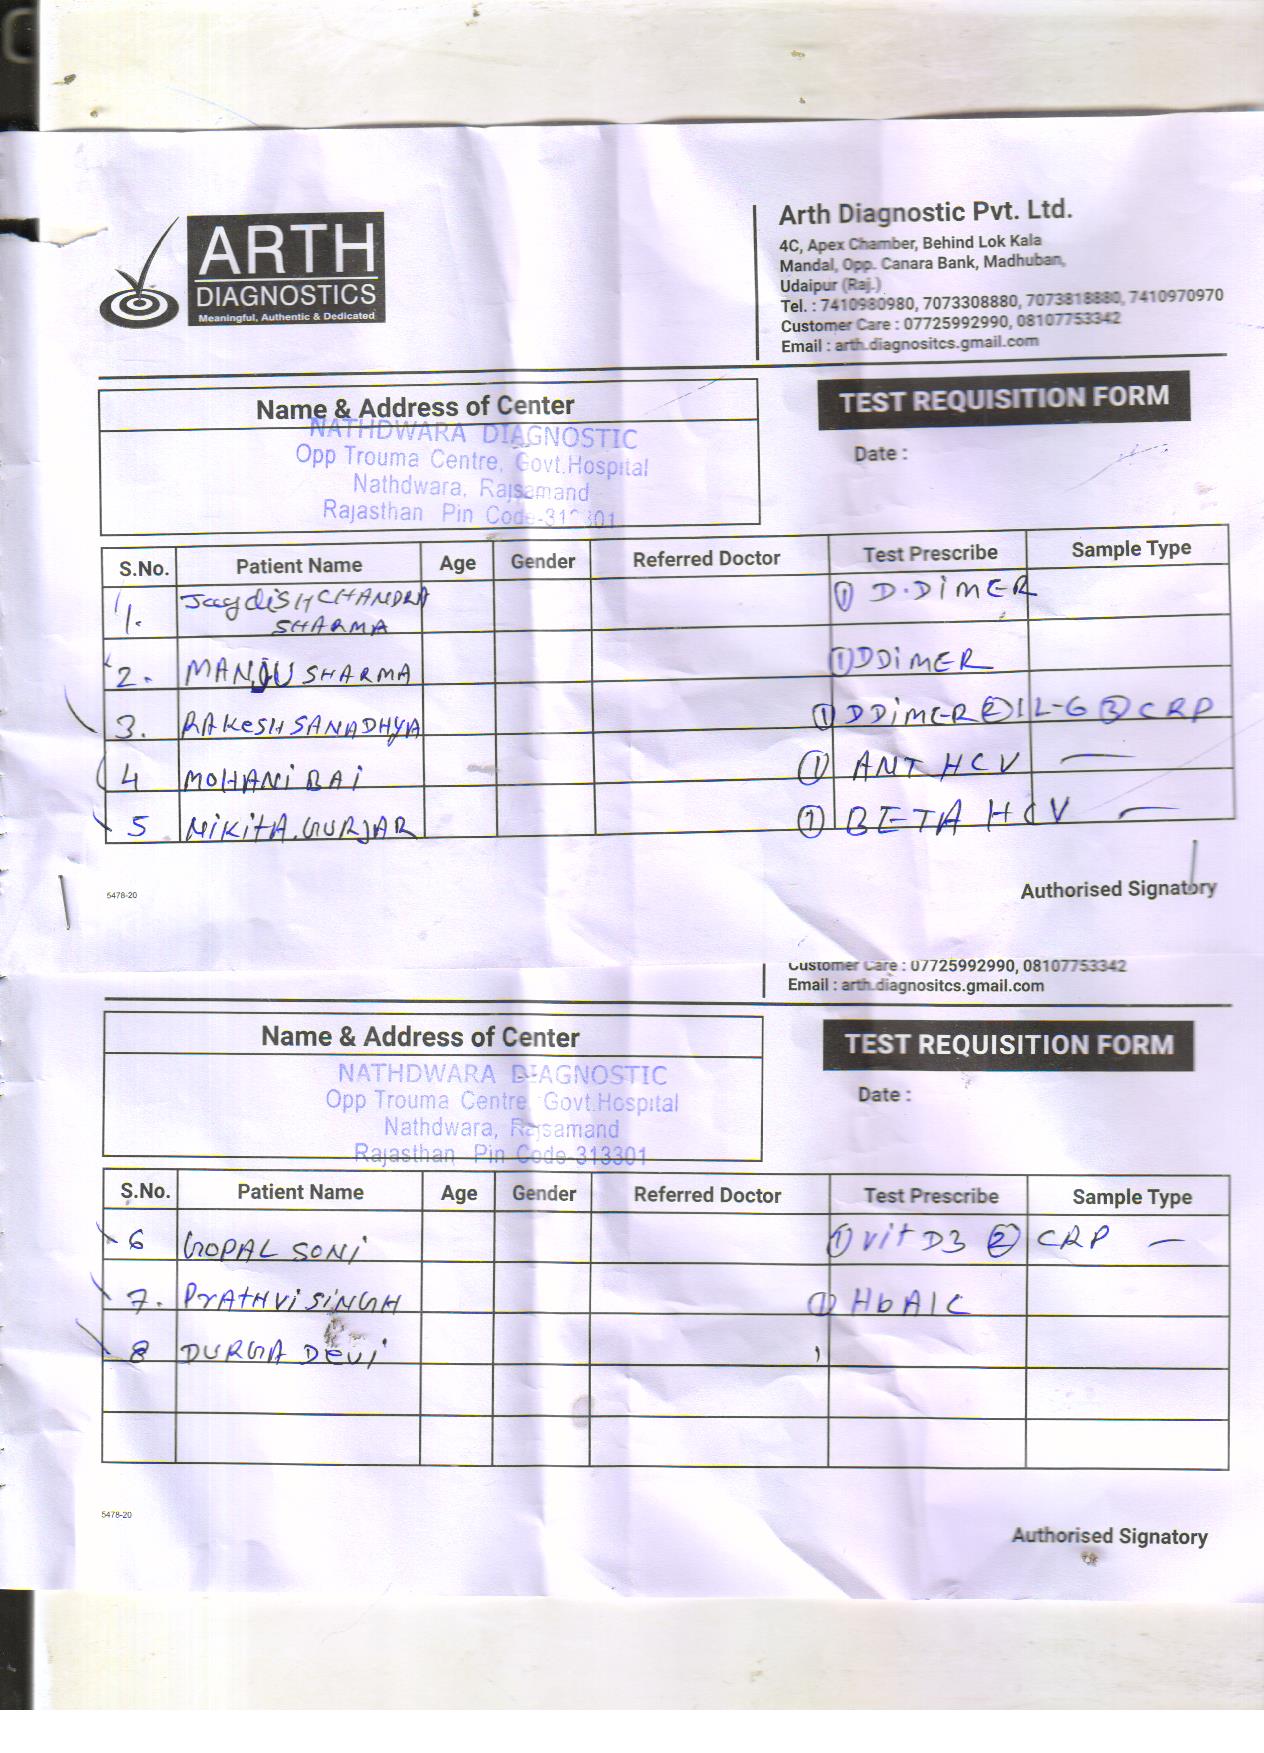 ARTH
DIAGNOSTICS
Meaningful, Authentic & Dedicated
Arth Diagnostic Pvt. Ltd.
4C, Apex Chamber, Behind Lok Kala
Mandal, Opp. Canara Bank, Madhuban,
Udaipur (Raj.)
Tel. : 7410980980, 7073308880, 7073818880, 7410970970
Customer Care : 07725992990, 08107753342
Email : arth.diagnositcs.gmail.com
Name & Address of Center
NATHDWARA DIAGNOSTIC
Opp Trouma Centre, Govt.Hospital
Nathdwara, Rajsamand
Rajasthan Pin Code-313301
TEST REQUISITION FORM
Date :
S.No. Patient Name Age Gender Referred Doctor Test Prescribe Sample Type
1. JagdiSH CHANDRA ① D.DiMER
SHARMA
2. MANJU SHARMA ① DDiMER
3. RAKeSH SANADHYA ① DDiMER ② IL-6 ③ CRP
4 MOHANi BAi ① ANT HCV —
5 NiKitA GURJAR ① BETA HCV —
5478-20
Authorised Signatory
Customer Care : 07725992990, 08107753342
Email : arth.diagnositcs.gmail.com
Name & Address of Center
NATHDWARA DIAGNOSTIC
Opp Trouma Centre, Govt.Hospital
Nathdwara, Rajsamand
Rajasthan Pin Code-313301
TEST REQUISITION FORM
Date :
S.No. Patient Name Age Gender Referred Doctor Test Prescribe Sample Type
6 GOPAL SONi ① vit D3 ② CRP —
7. PrAtHVi SiNGH ① HbA1C
8 DURGA DEVi
5478-20
Authorised Signatory